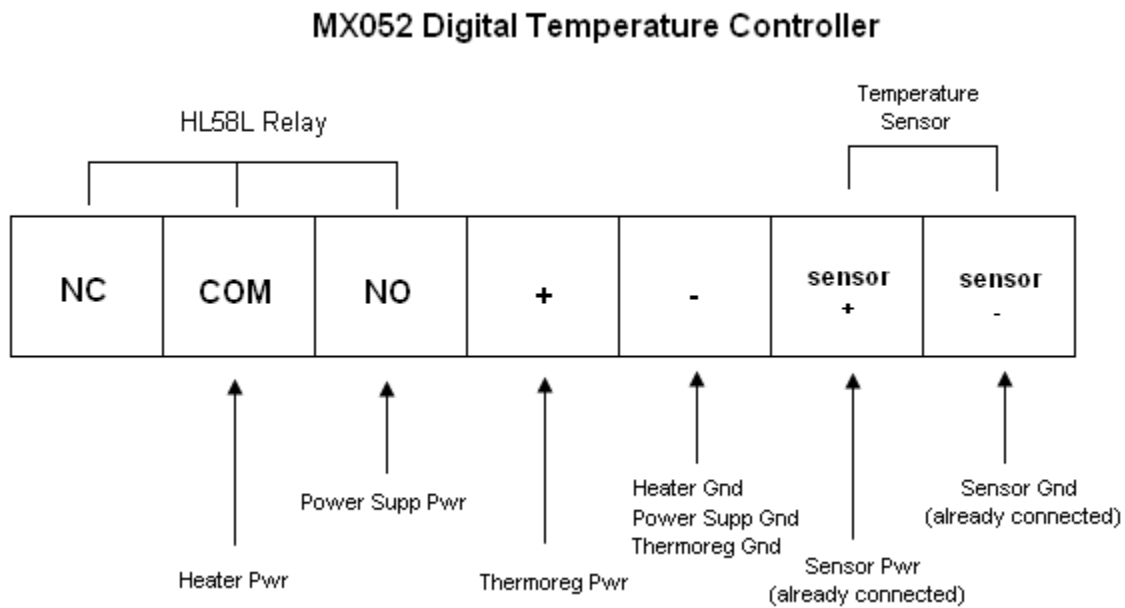 MX052 Digital Temperature Controller
HL58L Relay
Temperature
Sensor
NC
COM
NO
+
-
sensor
+
sensor
-
Heater Pwr
Power Supp Pwr
Thermoreg Pwr
Heater Gnd
Power Supp Gnd
Thermoreg Gnd
Sensor Pwr
(already connected)
Sensor Gnd
(already connected)